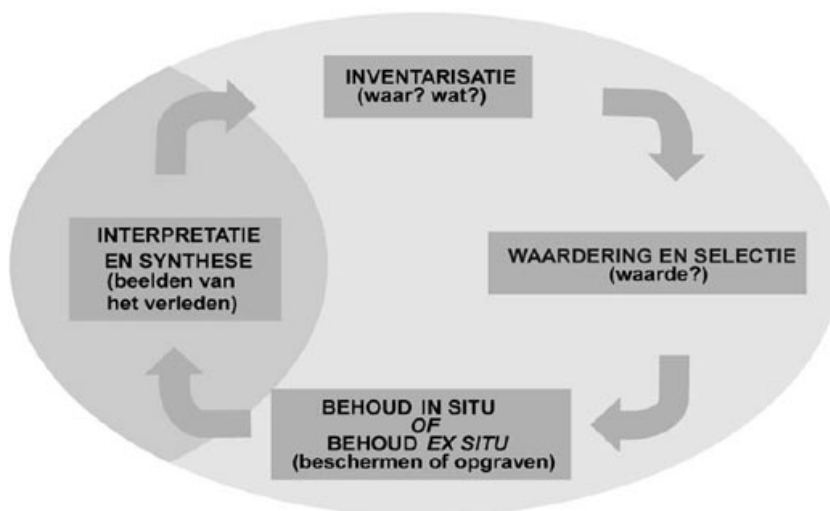 INVENTARISATIE
(waar? wat?)
WAARDERING EN SELECTIE
(waarde?)
BEHOUD IN SITU
OF
BEHOUD EX SITU
(beschermen of opgraven)
INTERPRETATIE
EN SYNTHESE
(beelden van
het verleden)